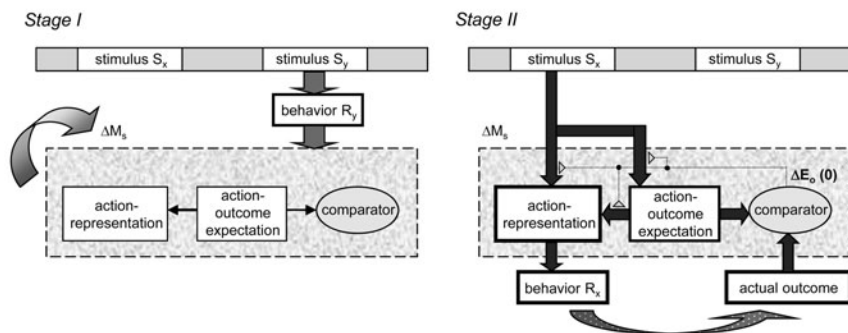 Stage I
stimulus Sx
stimulus Sy
behavior Ry
ΔMs
action-
representation
action-
outcome
expectation
comparator
Stage II
stimulus Sx
stimulus Sy
ΔMs
ΔEo (0)
action-
representation
action-
outcome
expectation
comparator
behavior Rx
actual outcome